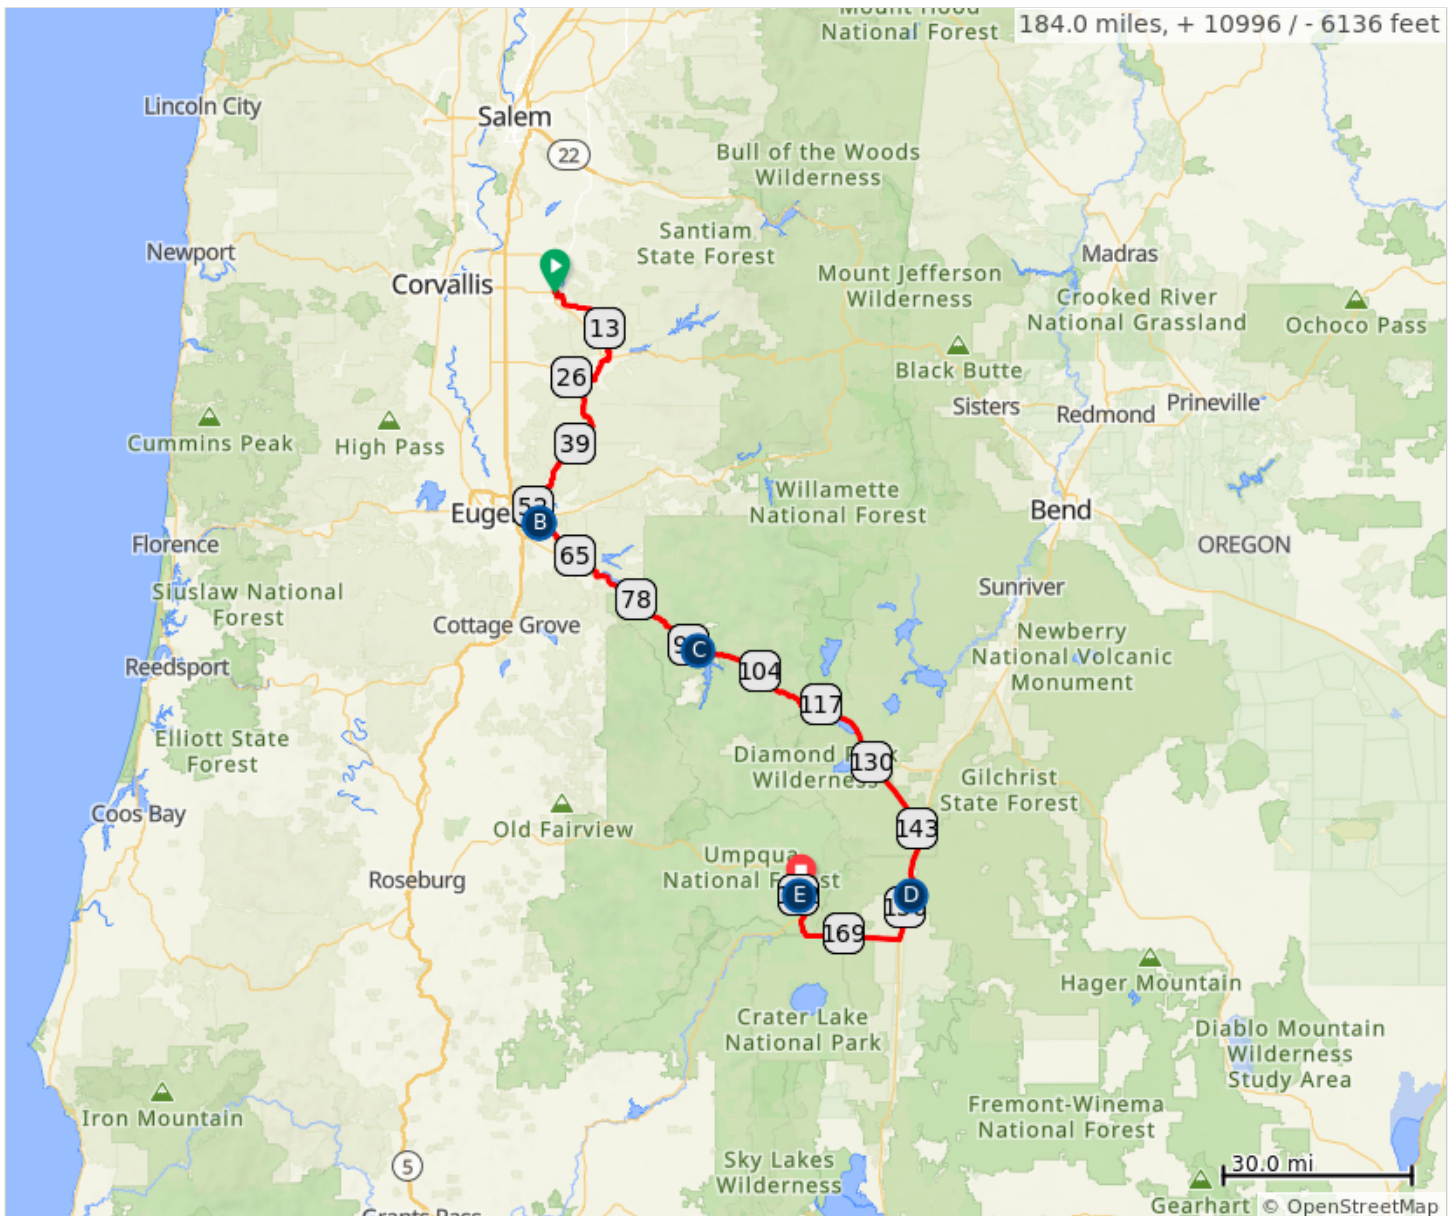 Mount Hood
National Forest
184.0 miles, + 10996 / - 6136 feet
Lincoln City
Salem
22
Bull of the Woods
Wilderness
Santiam
State Forest
Newport
Corvallis
Madras
Mount Jefferson
Wilderness
Crooked River
National Grassland
Ochoco Pass
13
26
Black Butte
Sisters
Redmond
Prineville
Cummins Peak
High Pass
39
Willamette
National Forest
Bend
B
Florence
OREGON
65
Siuslaw National
Forest
Sunriver
78
Cottage Grove
Newberry
National Volcanic
Monument
C
Reedsport
104
117
Elliott State
Forest
Wilderness
130
Gilchrist
State Forest
Coos Bay
Old Fairview
143
Umpqua
National
Roseburg
E
D
169
Hager Mountain
Crater Lake
National Park
Diablo Mountain
Wilderness
Study Area
Iron Mountain
Fremont-Winema
National Forest
5
Sky Lakes
Wilderness
30.0 mi
Gearhart
© OpenStreetMap
Grants Pass